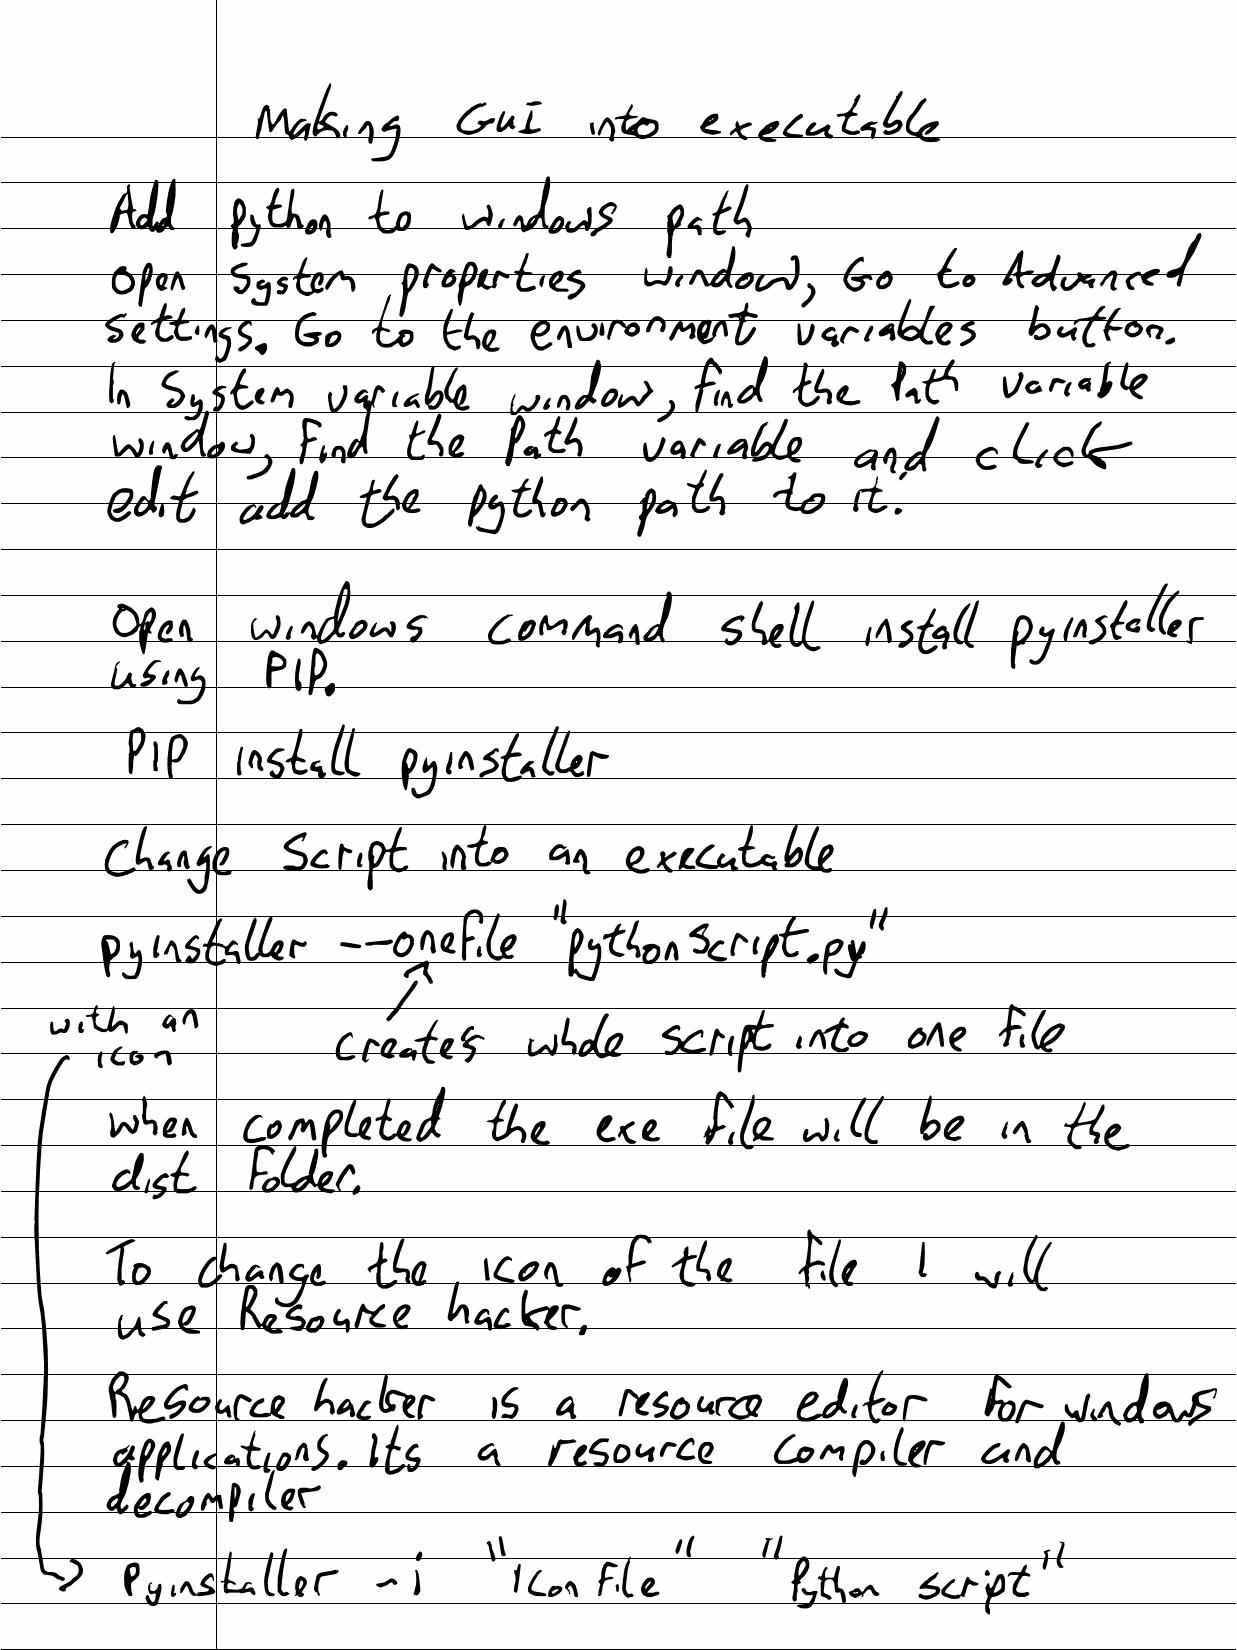 Making GUI into executable
Add python to windows path
Open System properties window, Go to Advanced
settings. Go to the environment variables button.
In System variable window, find the Path variable
window, Find the Path variable and click
edit add the python path to it.
Open windows command shell install pyinstaller
using PIP.
PIP install pyinstaller
Change Script into an executable
pyinstaller --onefile "pythonscript.py"
with an
icon
creates whole script into one file
when completed the exe file will be in the
dist folder.
To change the icon of the file I will
use Resource hacker.
Resource hacker is a resource editor for windows
applications. Its a resource compiler and
decompiler
Pyinstaller -i "Icon file" "Python script"